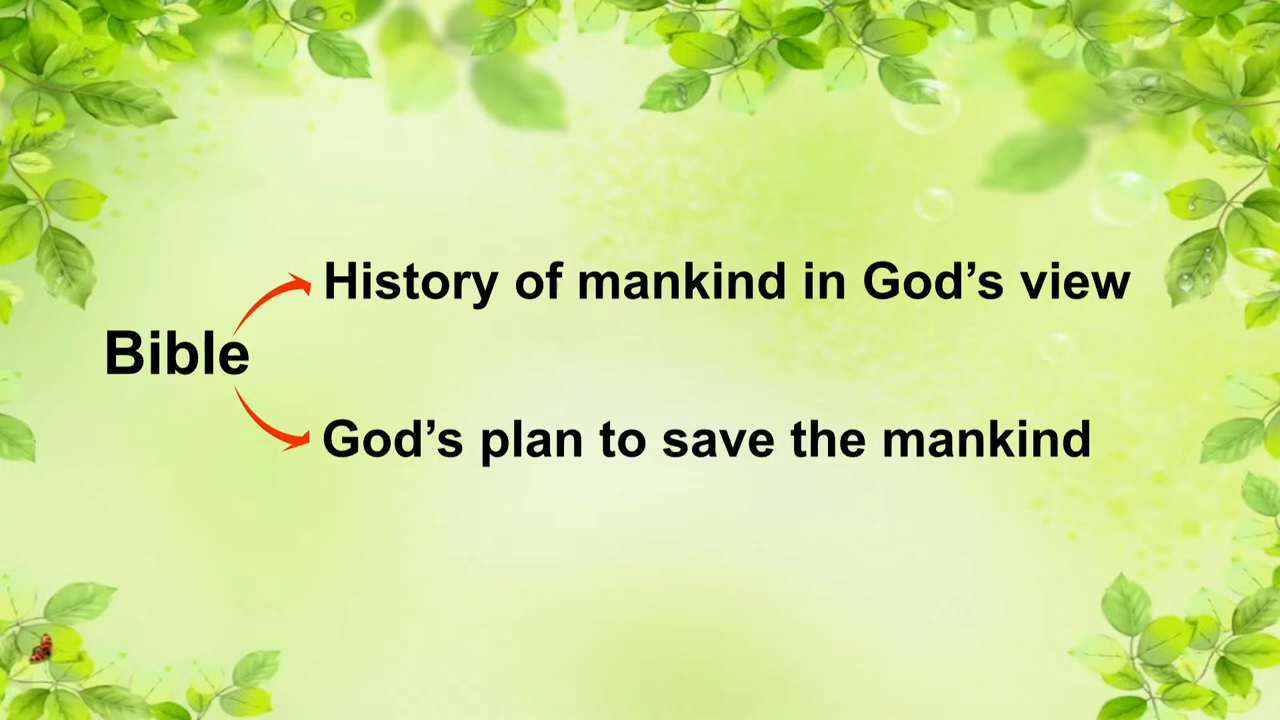 History of mankind in God’s view
Bible
God’s plan to save the mankind